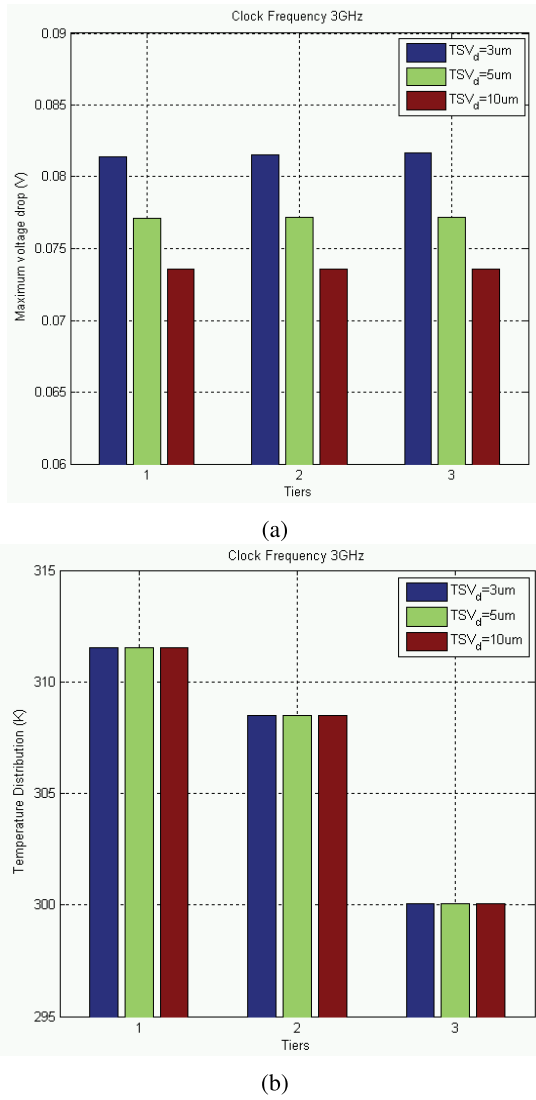 Clock Frequency 3GHz
0.09
0.085
0.08
0.075
0.07
0.065
0.06
Maximum voltage drop (V)
TSVd=3um
TSVd=5um
TSVd=10um
1 2 3
Tiers
(a)
Clock Frequency 3GHz
315
310
305
300
295
Temperature Distribution (K)
TSVd=3um
TSVd=5um
TSVd=10um
1 2 3
Tiers
(b)